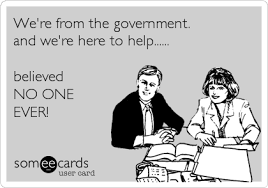 We're from the government.
and we're here to help......
believed
NO ONE
EVER!
someecards
user card